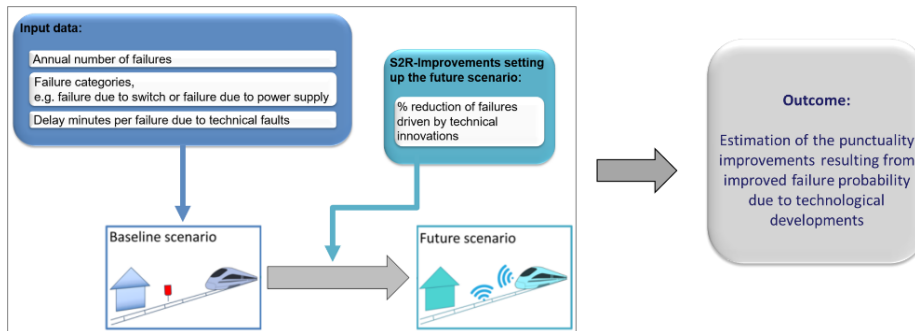 Input data:
Annual number of failures
Failure categories,
e.g. failure due to switch or failure due to power supply
Delay minutes per failure due to technical faults
S2R-Improvements setting
up the future scenario:
% reduction of failures
driven by technical
innovations
Baseline scenario
Future scenario
Outcome:
Estimation of the punctuality
improvements resulting from
improved failure probability
due to technological
developments